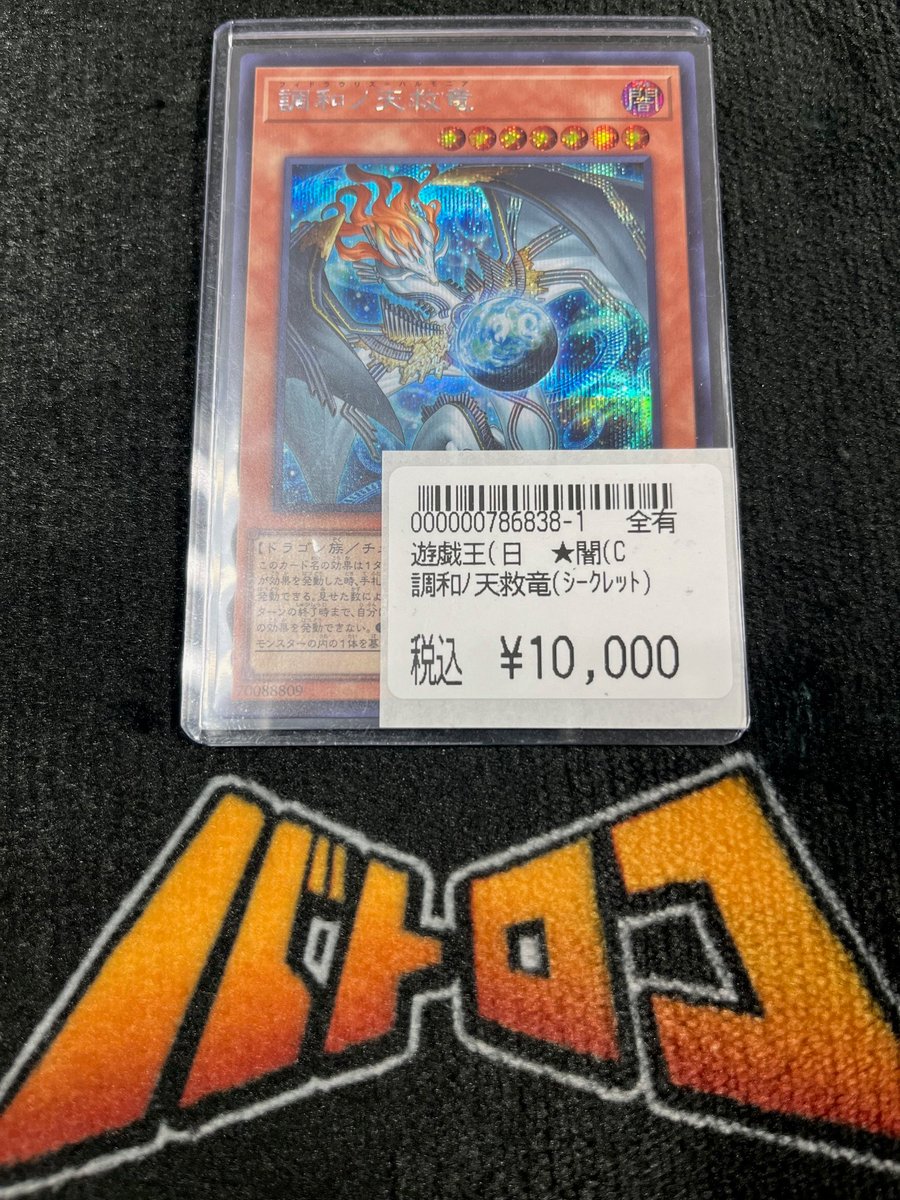 調和ノ天救竜
闇
【ドラゴン族／チュ
このカード名の効果は1タ
が効果を発動した時、手札
発動できる。見せた数によ
ターンの終了時まで、自分
の効果を発動できない。
モンスターの内の1体を墓
70088809
000000786838-1 全有
遊戯王(日 ★闇(C
調和ノ天救竜(ｼｰｸﾚｯﾄ)
税込 ¥10,000
バトロコ